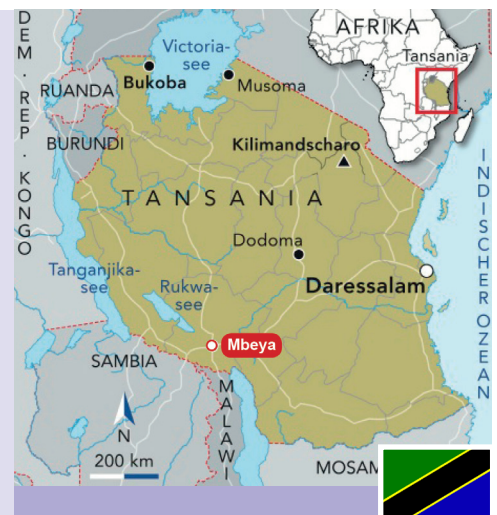 DEM. REP. KONGO
AFRIKA
Tansania
Victoria-
see
Bukoba
Musoma
RUANDA
BURUNDI
Kilimandscharo
TANSANIA
INDISCHER OZEAN
Dodoma
Tanganjika-
see
Rukwa-
see
Daressalam
Mbeya
SAMBIA
MALAWI
N
200 km
MOSAM